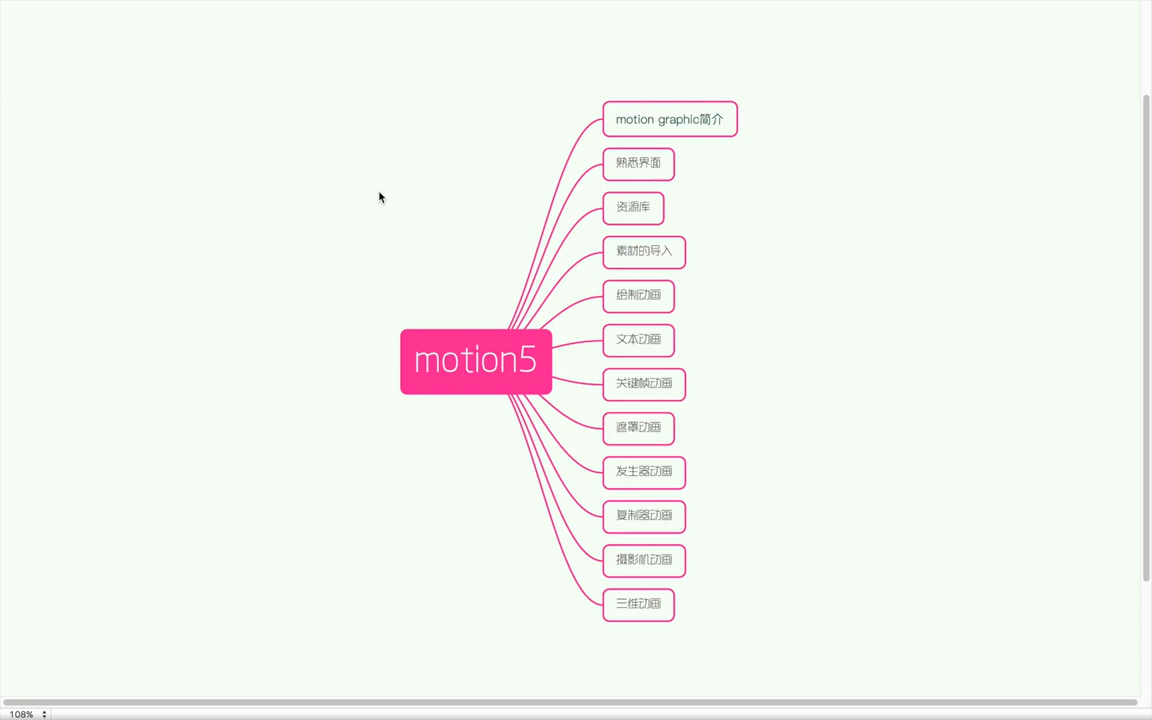 motion graphic简介
熟悉界面
资源库
素材的导入
绘制动画
文本动画
motion5
关键帧动画
遮罩动画
发生器动画
复制器动画
摄影机动画
三维动画
108%